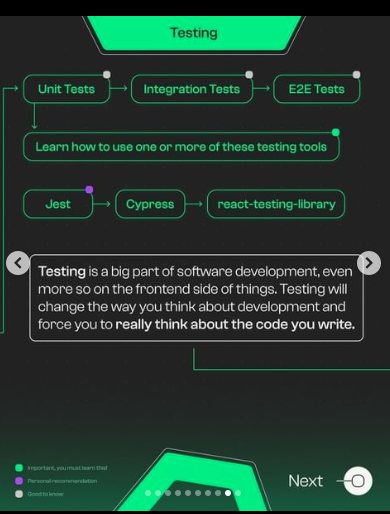 Testing
Unit Tests
Integration Tests
E2E Tests
Learn how to use one or more of these testing tools
Jest
Cypress
react-testing-library
Testing is a big part of software development, even
more so on the frontend side of things. Testing will
change the way you think about development and
force you to really think about the code you write.
Important, you must learn this!
Personal recommendation
Good to know
Next